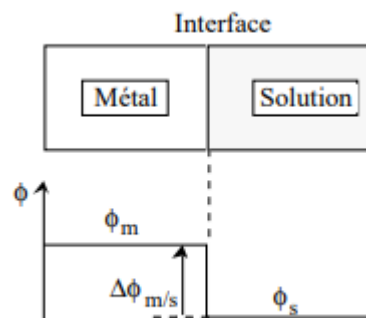 Interface
Métal
Solution
ϕ
ϕm
Δϕm/s
ϕs